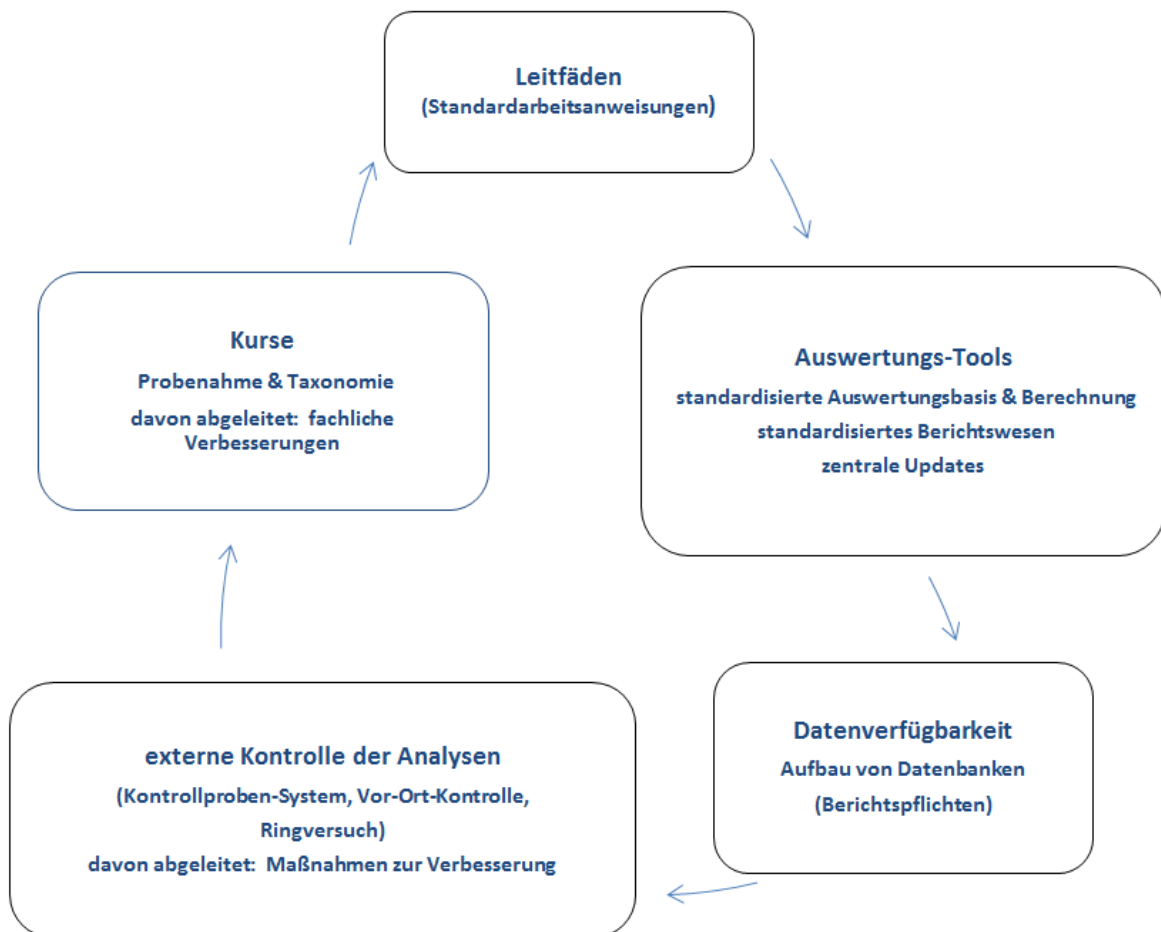 Leitfäden
(Standardarbeitsanweisungen)
Kurse
Probenahme & Taxonomie
davon abgeleitet:  fachliche
Verbesserungen
Auswertungs-Tools
standardisierte Auswertungsbasis & Berechnung
standardisiertes Berichtswesen
zentrale Updates
externe Kontrolle der Analysen
(Kontrollproben-System, Vor-Ort-Kontrolle,
Ringversuch)
davon abgeleitet:  Maßnahmen zur Verbesserung
Datenverfügbarkeit
Aufbau von Datenbanken
(Berichtspflichten)